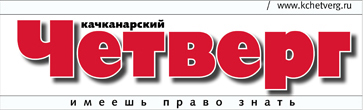 / www.kchetverg.ru
качканарский
Четверг
имеешь право знать